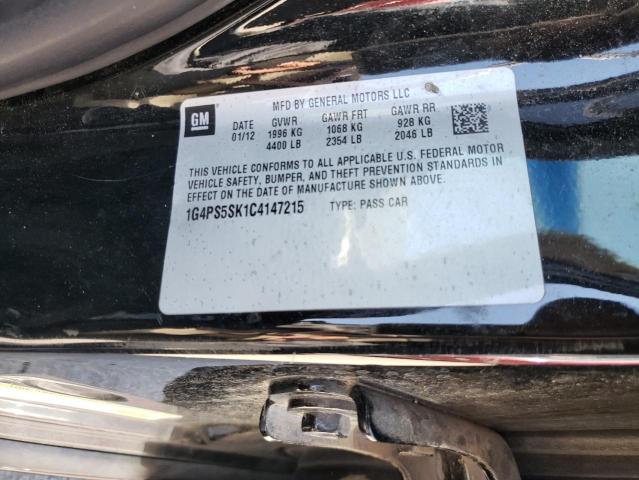 MFD BY GENERAL MOTORS LLC
GM
DATE GVWR GAWR FRT GAWR RR
01/12 1996 KG 1068 KG 928 KG
4400 LB 2354 LB 2046 LB
THIS VEHICLE CONFORMS TO ALL APPLICABLE U.S. FEDERAL MOTOR
VEHICLE SAFETY, BUMPER, AND THEFT PREVENTION STANDARDS IN
EFFECT ON THE DATE OF MANUFACTURE SHOWN ABOVE.
1G4PS5SK1C4147215 TYPE: PASS CAR